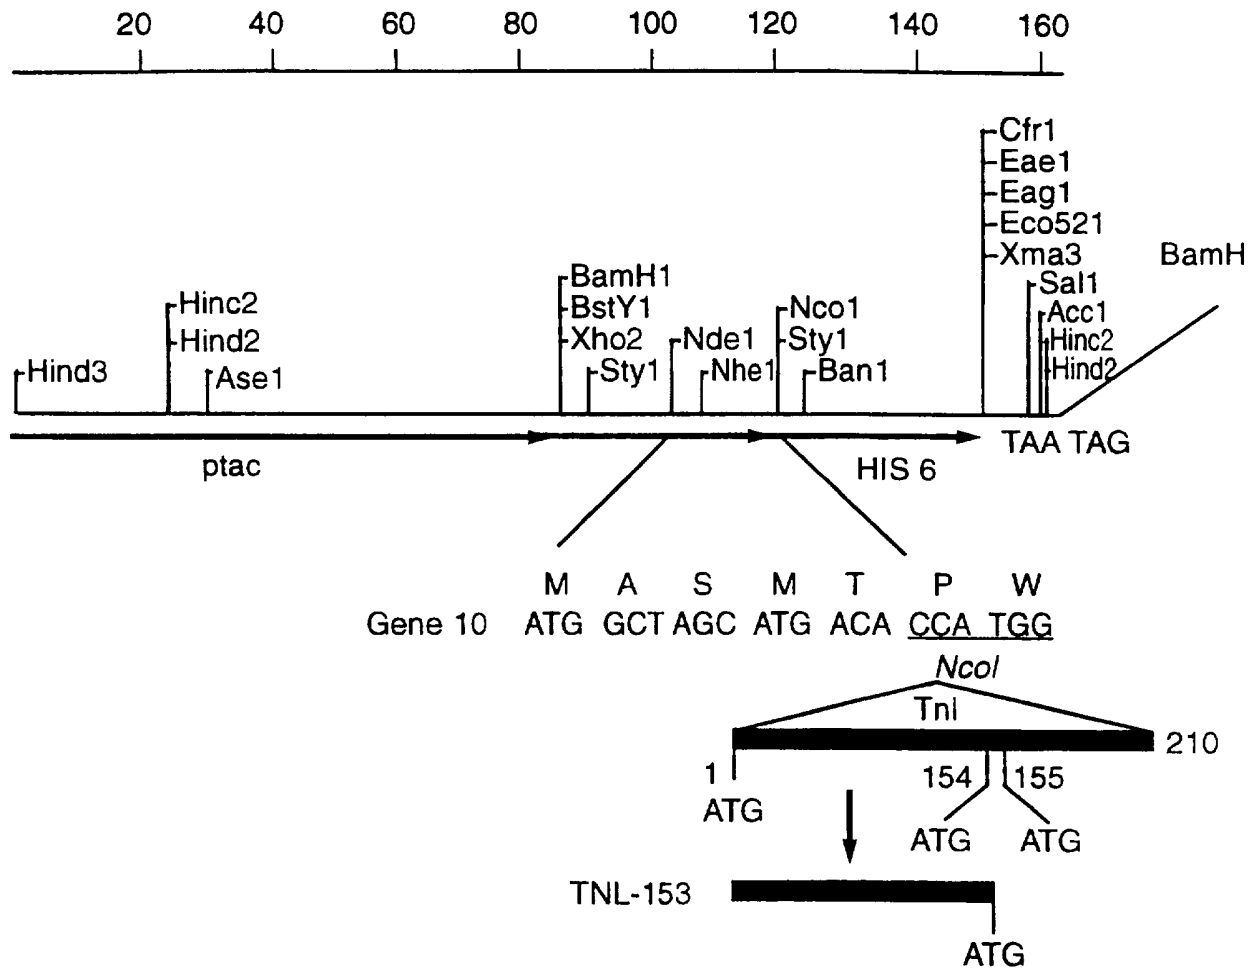 20 40 60 80 100 120 140 160
Cfr1
Eae1
Eag1
Eco521
Xma3
BamH
BamH1
Sal1
Hinc2
BstY1
Nco1
Acc1
Hind2
Xho2
Nde1
Sty1
Hinc2
Hind3
Ase1
Sty1
Nhe1
Ban1
Hind2
ptac
HIS 6
TAA TAG
M A S M T P W
Gene 10 ATG GCT AGC ATG ACA CCA TGG
NcoI
TnI
210
1
154
155
ATG
ATG
ATG
TNL-153
ATG